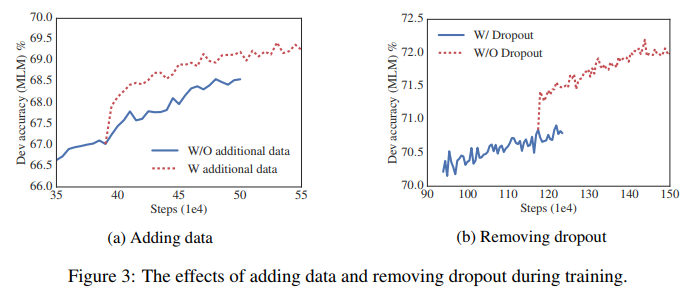 70.0
69.5
69.0
68.5
68.0
67.5
67.0
66.5
66.0
Dev accuracy (MLM) %
W/O additional data
W additional data
35 40 45 50 55
Steps (1e4)
(a) Adding data
72.5
72.0
71.5
71.0
70.5
70.0
Dev accuracy (MLM) %
W/ Dropout
W/O Dropout
90 100 110 120 130 140 150
Steps (1e4)
(b) Removing dropout
Figure 3: The effects of adding data and removing dropout during training.